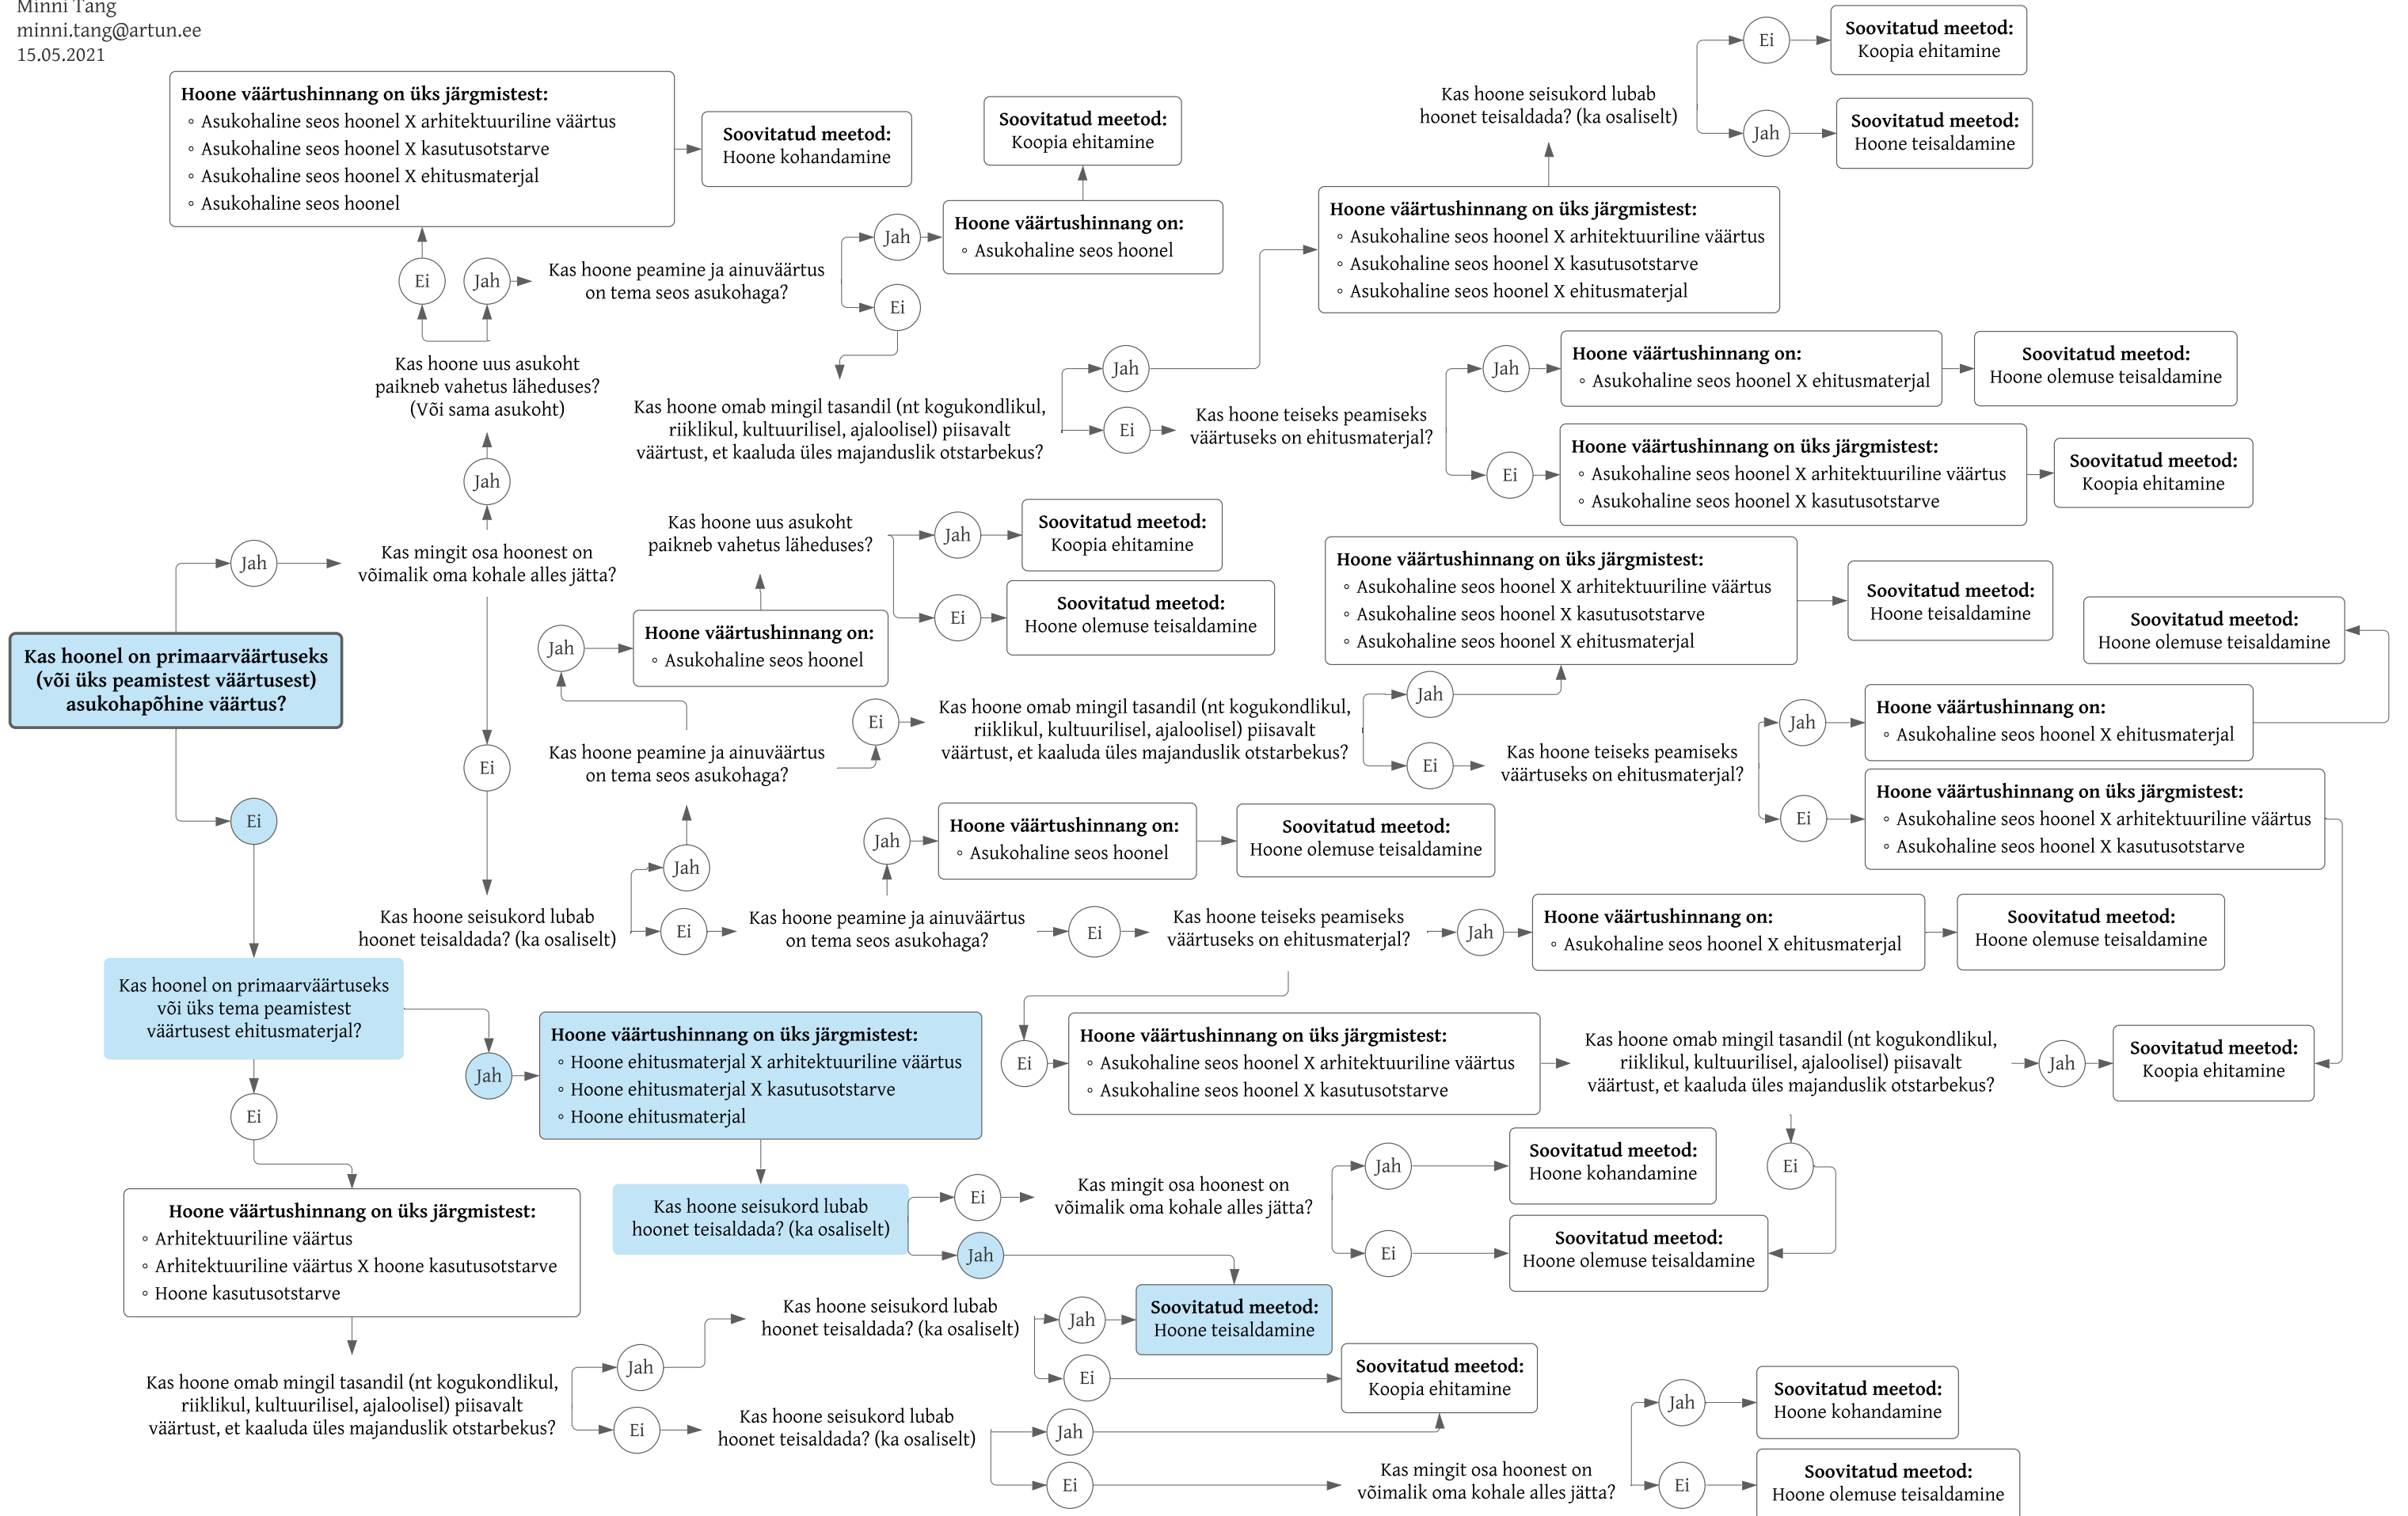 Minni Tang
minni.tang@artun.ee
15.05.2021
Hoone väärtushinnang on üks järgmistest:
◦ Asukohaline seos hoonel X arhitektuuriline väärtus
◦ Asukohaline seos hoonel X kasutusotstarve
◦ Asukohaline seos hoonel X ehitusmaterjal
◦ Asukohaline seos hoonel
Soovitatud meetod:
Hoone kohandamine
Soovitatud meetod:
Koopia ehitamine
Hoone väärtushinnang on:
◦ Asukohaline seos hoonel
Ei
Jah
Kas hoone peamine ja ainuväärtus
on tema seos asukohaga?
Jah
Ei
Kas hoone uus asukoht
paikneb vahetus läheduses?
(Või sama asukoht)
Jah
Kas hoone omab mingil tasandil (nt kogukondlikul,
riiklikul, kultuurilisel, ajaloolisel) piisavalt
väärtust, et kaaluda üles majanduslik otstarbekus?
Jah
Ei
Kas hoone seisukord lubab
hoonet teisaldada? (ka osaliselt)
Ei
Soovitatud meetod:
Koopia ehitamine
Jah
Soovitatud meetod:
Hoone teisaldamine
Hoone väärtushinnang on üks järgmistest:
◦ Asukohaline seos hoonel X arhitektuuriline väärtus
◦ Asukohaline seos hoonel X kasutusotstarve
◦ Asukohaline seos hoonel X ehitusmaterjal
Kas hoone teiseks peamiseks
väärtuseks on ehitusmaterjal?
Jah
Hoone väärtushinnang on:
◦ Asukohaline seos hoonel X ehitusmaterjal
Soovitatud meetod:
Hoone olemuse teisaldamine
Ei
Hoone väärtushinnang on üks järgmistest:
◦ Asukohaline seos hoonel X arhitektuuriline väärtus
◦ Asukohaline seos hoonel X kasutusotstarve
Soovitatud meetod:
Koopia ehitamine
Jah
Kas mingit osa hoonest on
võimalik oma kohale alles jätta?
Kas hoone uus asukoht
paikneb vahetus läheduses?
Jah
Soovitatud meetod:
Koopia ehitamine
Ei
Soovitatud meetod:
Hoone olemuse teisaldamine
Jah
Hoone väärtushinnang on:
◦ Asukohaline seos hoonel
Hoone väärtushinnang on üks järgmistest:
◦ Asukohaline seos hoonel X arhitektuuriline väärtus
◦ Asukohaline seos hoonel X kasutusotstarve
◦ Asukohaline seos hoonel X ehitusmaterjal
Soovitatud meetod:
Hoone teisaldamine
Soovitatud meetod:
Hoone olemuse teisaldamine
Kas hoonel on primaarväärtuseks
(või üks peamistest väärtusest)
asukohapõhine väärtus?
Ei
Kas hoone peamine ja ainuväärtus
on tema seos asukohaga?
Ei
Kas hoone omab mingil tasandil (nt kogukondlikul,
riiklikul, kultuurilisel, ajaloolisel) piisavalt
väärtust, et kaaluda üles majanduslik otstarbekus?
Jah
Ei
Kas hoone teiseks peamiseks
väärtuseks on ehitusmaterjal?
Jah
Hoone väärtushinnang on:
◦ Asukohaline seos hoonel X ehitusmaterjal
Ei
Hoone väärtushinnang on üks järgmistest:
◦ Asukohaline seos hoonel X arhitektuuriline väärtus
◦ Asukohaline seos hoonel X kasutusotstarve
Ei
Kas hoone seisukord lubab
hoonet teisaldada? (ka osaliselt)
Jah
Ei
Kas hoone peamine ja ainuväärtus
on tema seos asukohaga?
Jah
Hoone väärtushinnang on:
◦ Asukohaline seos hoonel
Soovitatud meetod:
Hoone olemuse teisaldamine
Ei
Kas hoone teiseks peamiseks
väärtuseks on ehitusmaterjal?
Jah
Hoone väärtushinnang on:
◦ Asukohaline seos hoonel X ehitusmaterjal
Soovitatud meetod:
Hoone olemuse teisaldamine
Kas hoonel on primaarväärtuseks
või üks tema peamistest
väärtusest ehitusmaterjal?
Jah
Hoone väärtushinnang on üks järgmistest:
◦ Hoone ehitusmaterjal X arhitektuuriline väärtus
◦ Hoone ehitusmaterjal X kasutusotstarve
◦ Hoone ehitusmaterjal
Ei
Hoone väärtushinnang on üks järgmistest:
◦ Asukohaline seos hoonel X arhitektuuriline väärtus
◦ Asukohaline seos hoonel X kasutusotstarve
Kas hoone omab mingil tasandil (nt kogukondlikul,
riiklikul, kultuurilisel, ajaloolisel) piisavalt
väärtust, et kaaluda üles majanduslik otstarbekus?
Jah
Soovitatud meetod:
Koopia ehitamine
Ei
Ei
Hoone väärtushinnang on üks järgmistest:
◦ Arhitektuuriline väärtus
◦ Arhitektuuriline väärtus X hoone kasutusotstarve
◦ Hoone kasutusotstarve
Kas hoone seisukord lubab
hoonet teisaldada? (ka osaliselt)
Ei
Kas mingit osa hoonest on
võimalik oma kohale alles jätta?
Jah
Soovitatud meetod:
Hoone kohandamine
Ei
Soovitatud meetod:
Hoone olemuse teisaldamine
Jah
Kas hoone omab mingil tasandil (nt kogukondlikul,
riiklikul, kultuurilisel, ajaloolisel) piisavalt
väärtust, et kaaluda üles majanduslik otstarbekus?
Jah
Kas hoone seisukord lubab
hoonet teisaldada? (ka osaliselt)
Jah
Soovitatud meetod:
Hoone teisaldamine
Ei
Soovitatud meetod:
Koopia ehitamine
Ei
Kas hoone seisukord lubab
hoonet teisaldada? (ka osaliselt)
Jah
Ei
Kas mingit osa hoonest on
võimalik oma kohale alles jätta?
Jah
Soovitatud meetod:
Hoone kohandamine
Ei
Soovitatud meetod:
Hoone olemuse teisaldamine